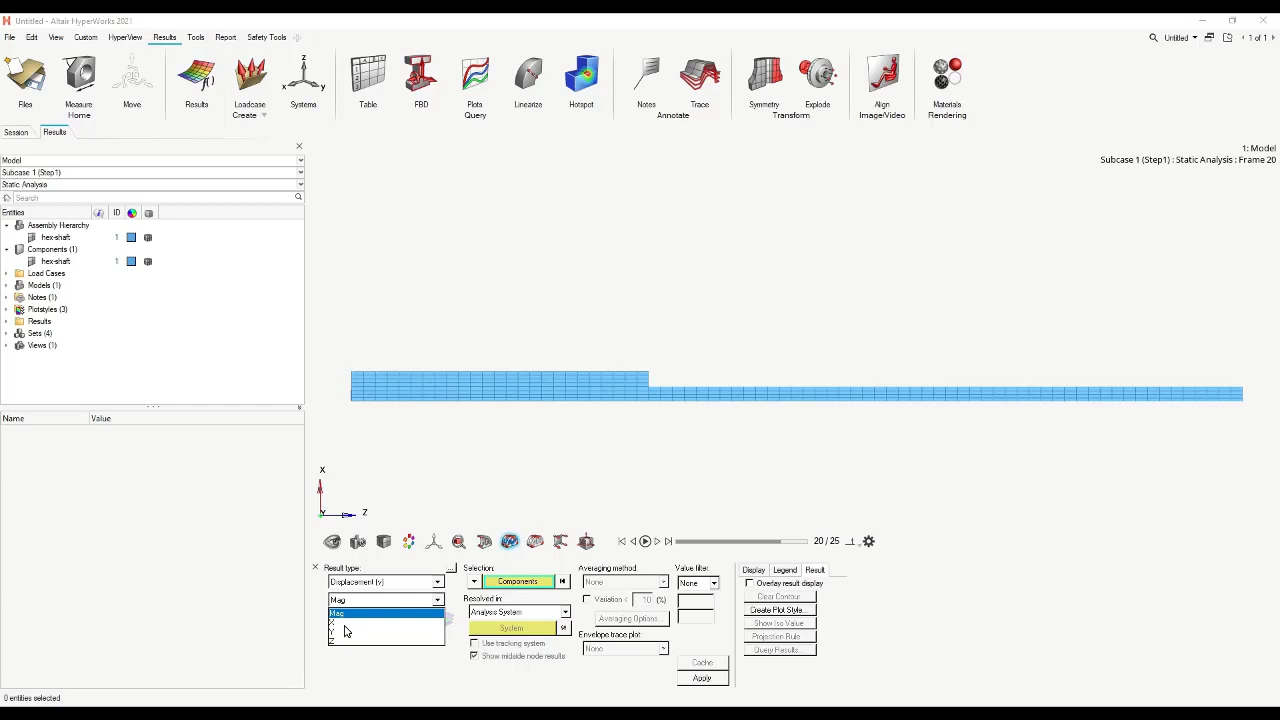 Untitled - Altair HyperWorks 2021
File Edit View Custom HyperView Results Tools Report Safety Tools
Untitled 1 of 1
Files Measure Move Results Loadcase Systems Table FBD Plots Linearize Hotspot Notes Trace Symmetry Explode Align Materials
Home Create Query Annotate Transform Image/Video Rendering
Session Results
Model
1: Model
Subcase 1 (Step1) : Static Analysis : Frame 20
Subcase 1 (Step1)
Static Analysis
Search
Entities ID
Assembly Hierarchy
hex-shaft 1
Components (1)
hex-shaft 1
Load Cases
Models (1)
Notes (1)
Plotstyles (3)
Results
Sets (4)
Views (1)
Name Value
X
Y
Z
20 / 25
Result type: ...
Displacement (v)
Mag
Mag
X
Y
Z
Selection:
Components
Resolved in:
Analysis System
System
Use tracking system
Show midside node results
Averaging method:
None
Variation < 10 (%)
Averaging Options...
Envelope trace plot:
None
Value filter:
None
Cache
Apply
Display Legend Result
Overlay result display
Clear Contour
Create Plot Style...
Show Iso Value
Projection Rule
Query Results...
0 entities selected